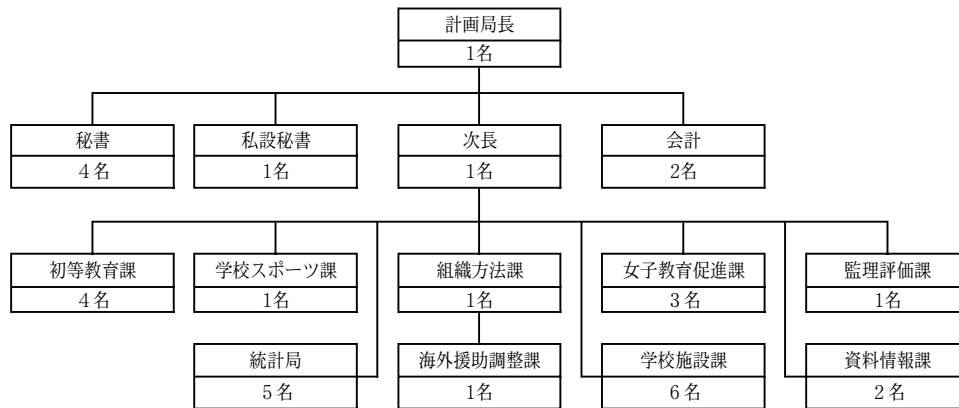 計画局長
1名
秘書
4名
私設秘書
1名
次長
1名
会計
2名
初等教育課
4名
学校スポーツ課
1名
組織方法課
1名
女子教育促進課
3名
監理評価課
1名
統計局
5名
海外援助調整課
1名
学校施設課
6名
資料情報課
2名